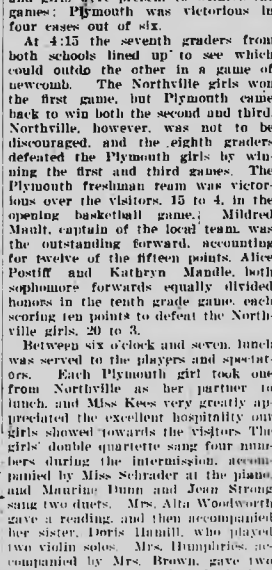 games; Plymouth was victorious in
four cases out of six.
At 4:15 the seventh graders from
both schools lined up to see which
could outdo the other in a game of
newcomb. The Northville girls won
the first game, but Plymouth came
back to win both the second and third.
Northville, however, was not to be
discouraged, and the eighth graders
defeated the Plymouth girls by win-
ning the first and third games. The
Plymouth freshman team was victor-
ious over the visitors, 15 to 4, in the
opening basketball game. Mildred
Mault, captain of the local team, was
the outstanding forward, accounting
for twelve of the fifteen points. Alice
Postiff and Kathryn Mandle, both
sophomore forwards equally divided
honors in the tenth grade game, each
scoring ten points to defeat the North-
ville girls, 20 to 3.
Between six o'clock and seven, lunch
was served to the players and spectat-
ors. Each Plymouth girl took one
from Northville as her partner to
lunch, and Miss Kees very greatly ap-
preciated the excellent hospitality our
girls showed towards the visitors The
girls' double quartette sang four num-
bers during the intermission, accom-
panied by Miss Schrader at the piano,
and Maurine Dunn and Jean Strong
sang two duets. Mrs. Alta Woodworth
gave a reading, and then accompanied
her sister, Doris Hamill, who played
two violin solos. Mrs. Humphries, ac-
companied by Mrs. Brown, gave two